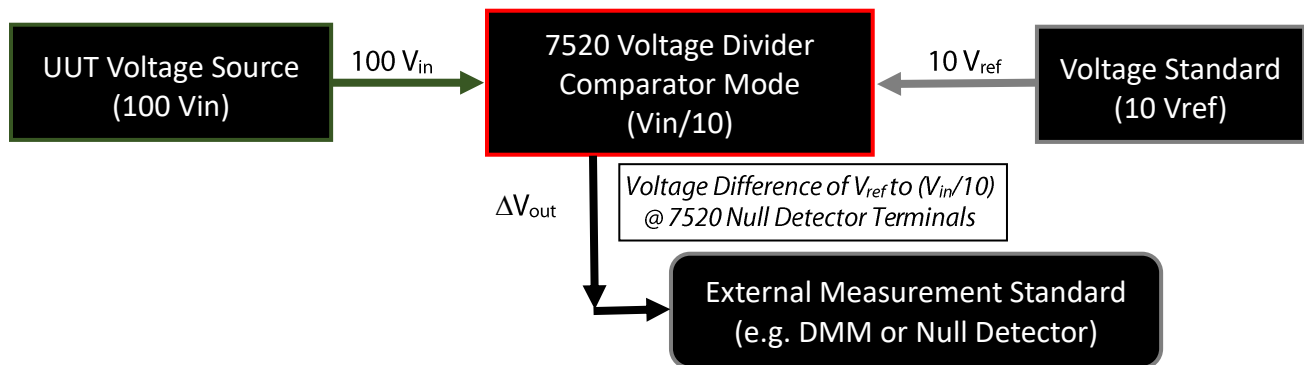 UUT Voltage Source
(100 Vin)
100 Vin
7520 Voltage Divider
Comparator Mode
(Vin/10)
10 Vref
Voltage Standard
(10 Vref)
ΔVout
Voltage Difference of Vref to (Vin/10)
@ 7520 Null Detector Terminals
External Measurement Standard
(e.g. DMM or Null Detector)